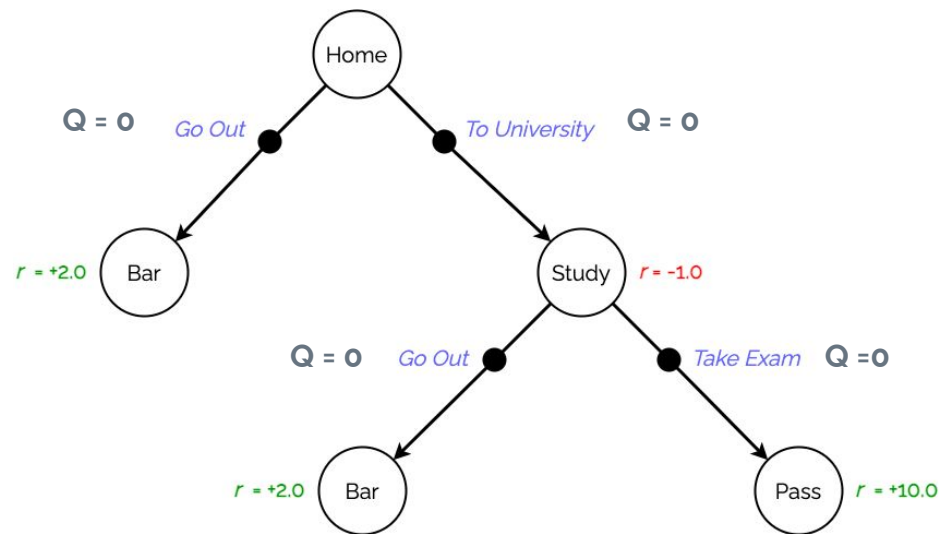 Home
Q = 0
Go Out
To University
Q = 0
r = +2.0
Bar
Study
r = -1.0
Q = 0
Go Out
Take Exam
Q =0
r = +2.0
Bar
Pass
r = +10.0